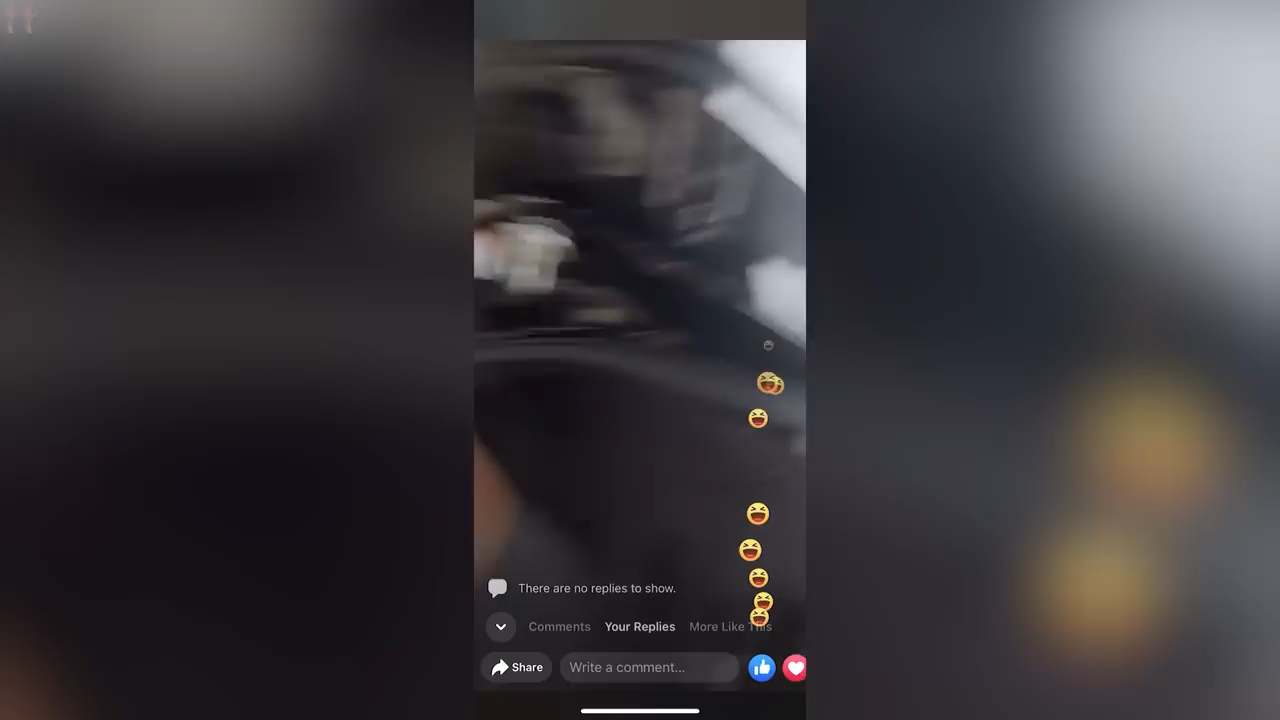 There are no replies to show.
Comments Your Replies More Like This
Share Write a comment...